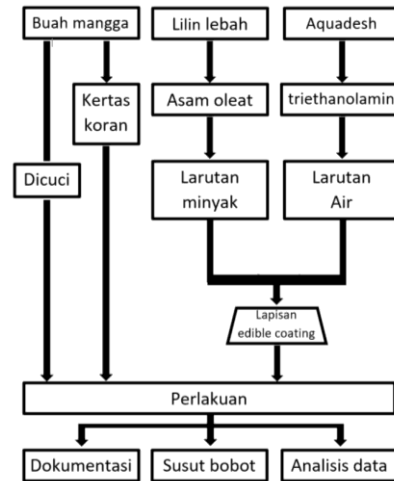 Buah mangga
Lilin lebah
Aquadesh
Kertas
koran
Asam oleat
triethanolamin
Dicuci
Larutan
minyak
Larutan
Air
Lapisan
edible coating
Perlakuan
Dokumentasi
Susut bobot
Analisis data